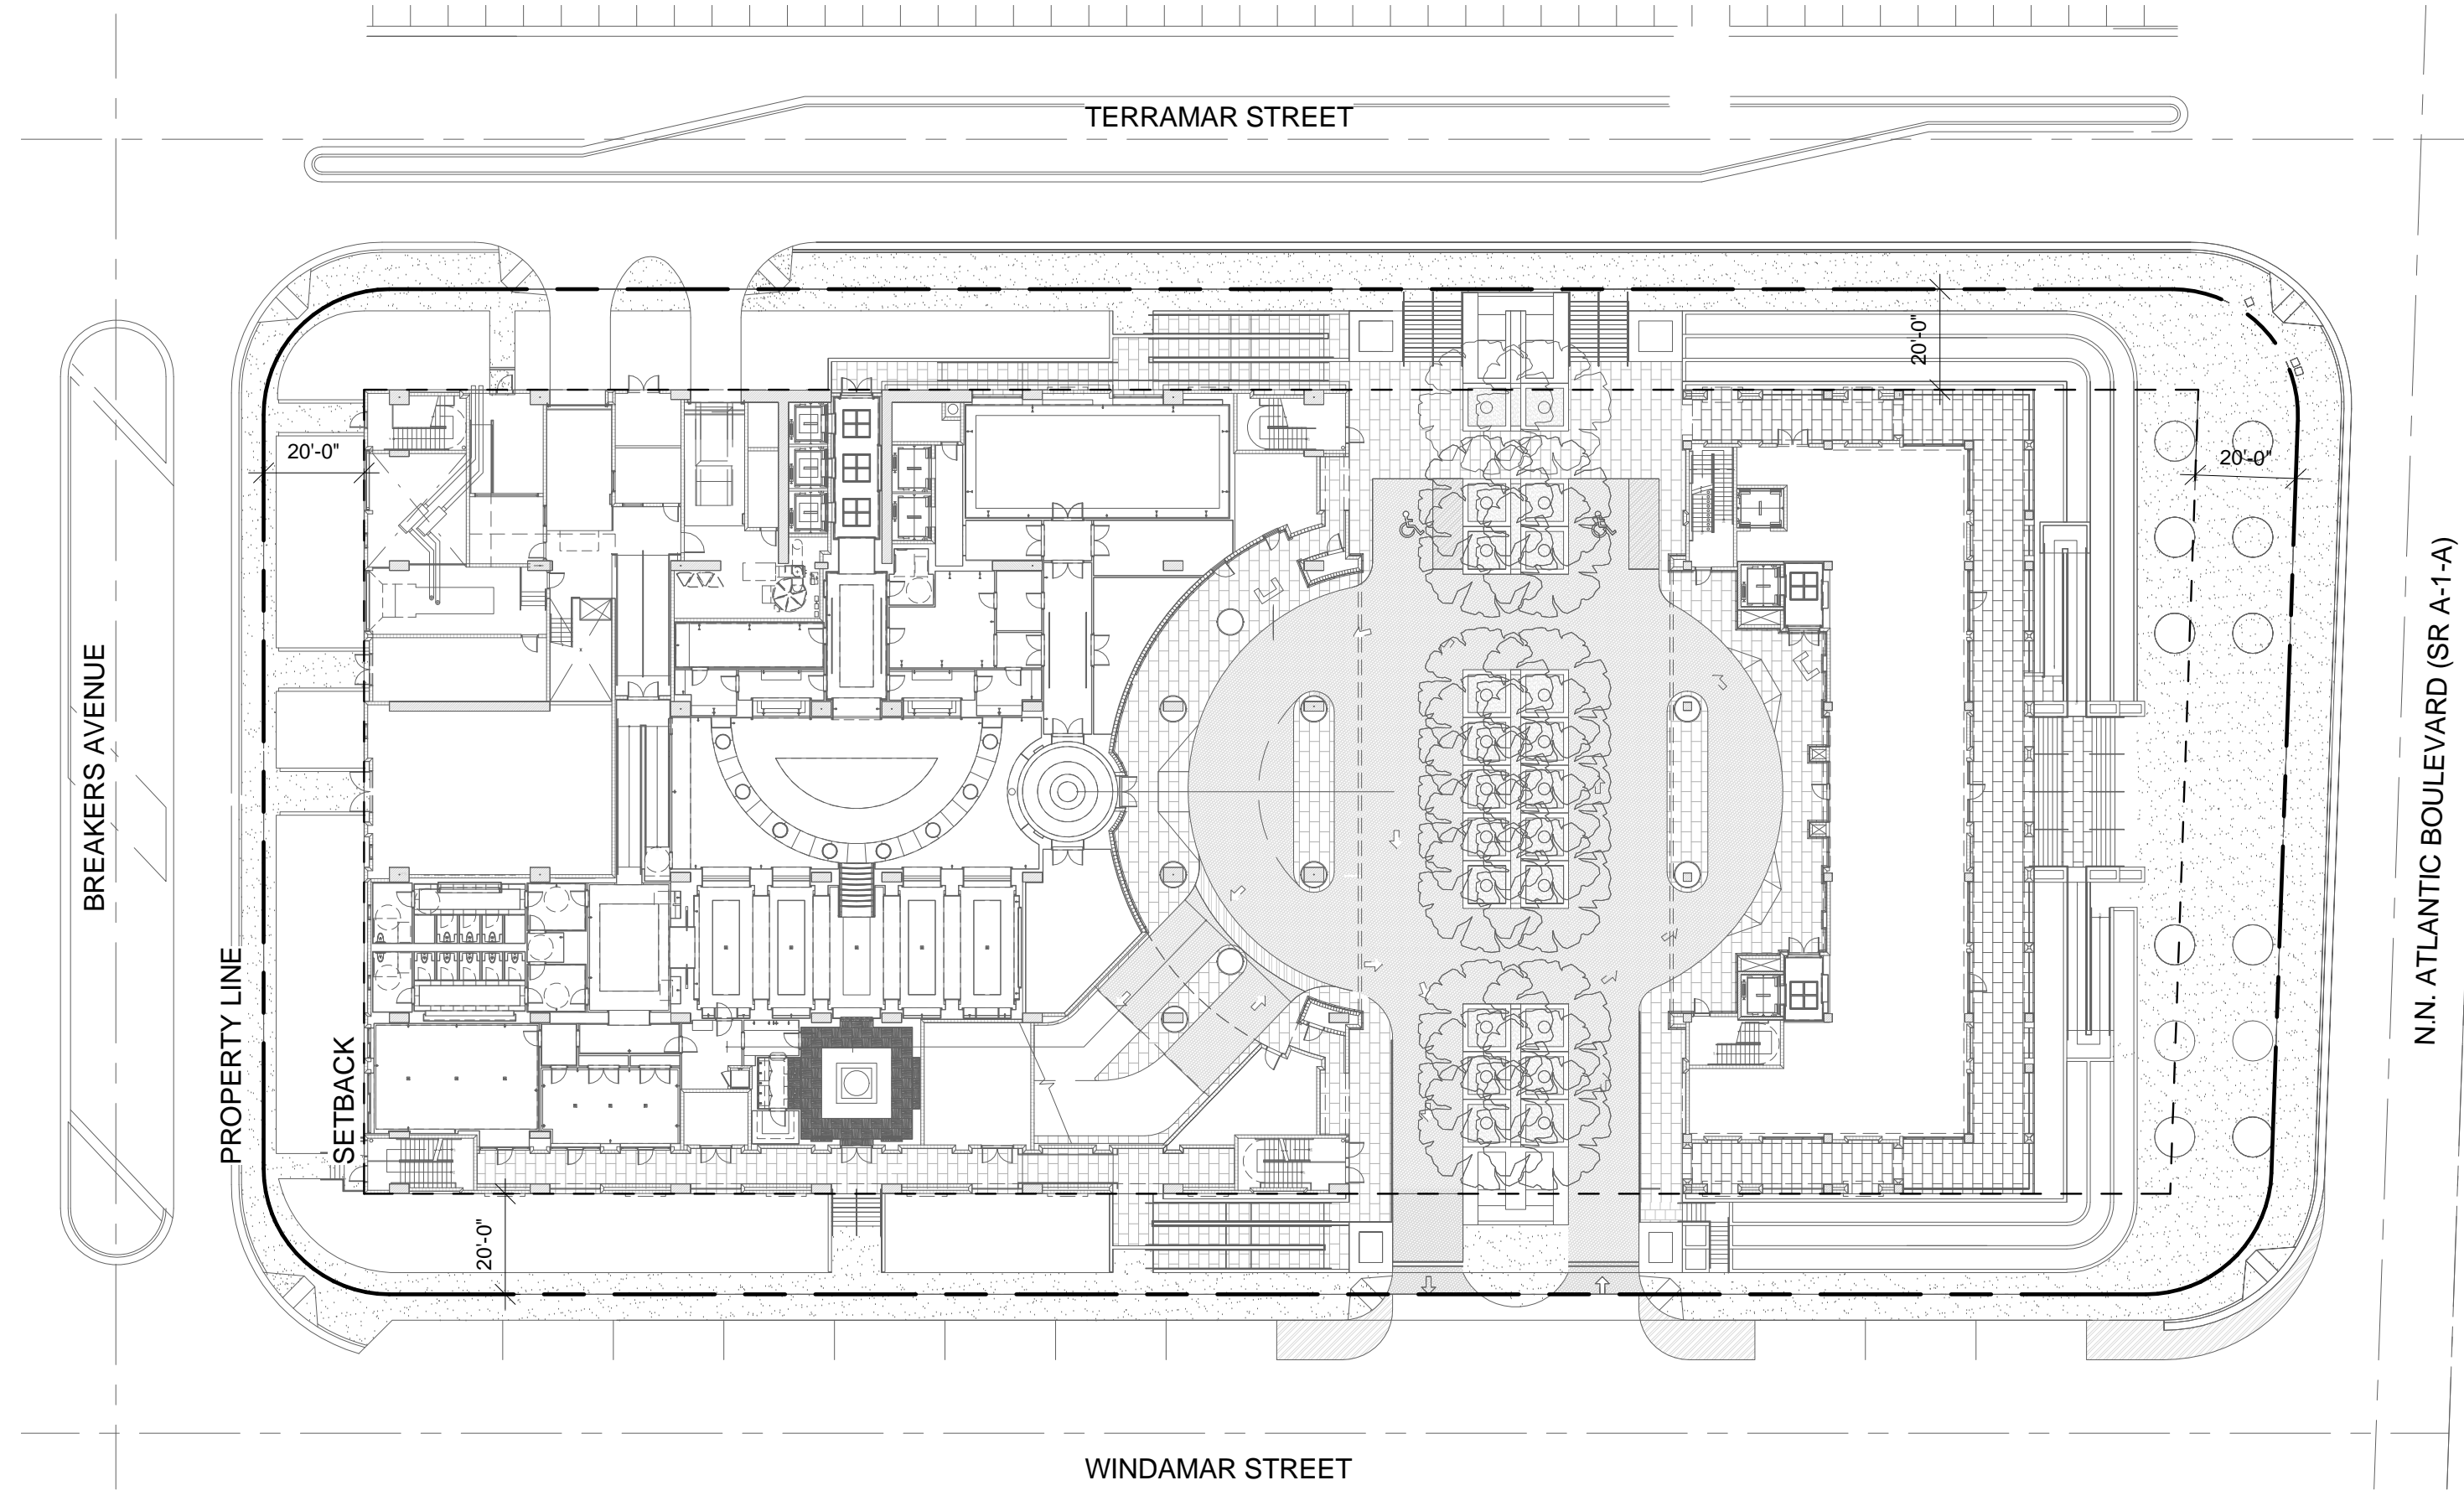 TERRAMAR STREET
20'-0"
20'-0"
20'-0"
BREAKERS AVENUE
PROPERTY LINE
SETBACK
N.N. ATLANTIC BOULEVARD (SR A-1-A)
20'-0"
WINDAMAR STREET